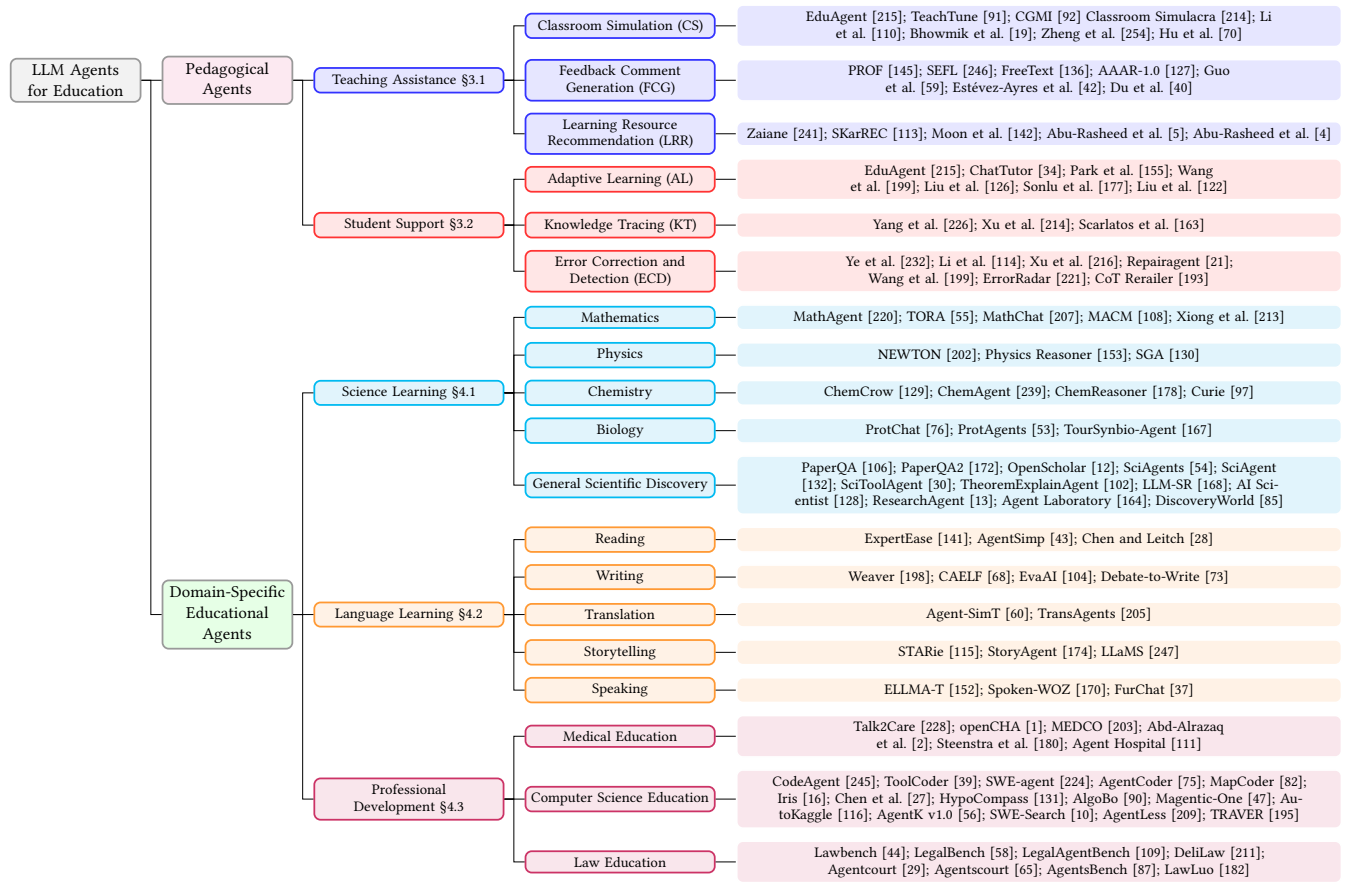 LLM Agents
for Education
Pedagogical
Agents
Teaching Assistance §3.1
Classroom Simulation (CS)
EduAgent [215]; TeachTune [91]; CGMI [92] Classroom Simulacra [214]; Li
et al. [110]; Bhowmik et al. [19]; Zheng et al. [254]; Hu et al. [70]
Feedback Comment
Generation (FCG)
PROF [145]; SEFL [246]; FreeText [136]; AAAR-1.0 [127]; Guo
et al. [59]; Estévez-Ayres et al. [42]; Du et al. [40]
Learning Resource
Recommendation (LRR)
Zaiane [241]; SKarREC [113]; Moon et al. [142]; Abu-Rasheed et al. [5]; Abu-Rasheed et al. [4]
Student Support §3.2
Adaptive Learning (AL)
EduAgent [215]; ChatTutor [34]; Park et al. [155]; Wang
et al. [199]; Liu et al. [126]; Sonlu et al. [177]; Liu et al. [122]
Knowledge Tracing (KT)
Yang et al. [226]; Xu et al. [214]; Scarlatos et al. [163]
Error Correction and
Detection (ECD)
Ye et al. [232]; Li et al. [114]; Xu et al. [216]; Repairagent [21];
Wang et al. [199]; ErrorRadar [221]; CoT Rerailer [193]
Domain-Specific
Educational
Agents
Science Learning §4.1
Mathematics
MathAgent [220]; TORA [55]; MathChat [207]; MACM [108]; Xiong et al. [213]
Physics
NEWTON [202]; Physics Reasoner [153]; SGA [130]
Chemistry
ChemCrow [129]; ChemAgent [239]; ChemReasoner [178]; Curie [97]
Biology
ProtChat [76]; ProtAgents [53]; TourSynbio-Agent [167]
General Scientific Discovery
PaperQA [106]; PaperQA2 [172]; OpenScholar [12]; SciAgents [54]; SciAgent
[132]; SciToolAgent [30]; TheoremExplainAgent [102]; LLM-SR [168]; AI Sci-
entist [128]; ResearchAgent [13]; Agent Laboratory [164]; DiscoveryWorld [85]
Language Learning §4.2
Reading
ExpertEase [141]; AgentSimp [43]; Chen and Leitch [28]
Writing
Weaver [198]; CAELF [68]; EvaAI [104]; Debate-to-Write [73]
Translation
Agent-SimT [60]; TransAgents [205]
Storytelling
STARie [115]; StoryAgent [174]; LLaMS [247]
Speaking
ELLMA-T [152]; Spoken-WOZ [170]; FurChat [37]
Professional
Development §4.3
Medical Education
Talk2Care [228]; openCHA [1]; MEDCO [203]; Abd-Alrazaq
et al. [2]; Steenstra et al. [180]; Agent Hospital [111]
Computer Science Education
CodeAgent [245]; ToolCoder [39]; SWE-agent [224]; AgentCoder [75]; MapCoder [82];
Iris [16]; Chen et al. [27]; HypoCompass [131]; AlgoBo [90]; Magentic-One [47]; Au-
toKaggle [116]; AgentK v1.0 [56]; SWE-Search [10]; AgentLess [209]; TRAVER [195]
Law Education
Lawbench [44]; LegalBench [58]; LegalAgentBench [109]; DeliLaw [211];
Agentcourt [29]; Agentscourt [65]; AgentsBench [87]; LawLuo [182]